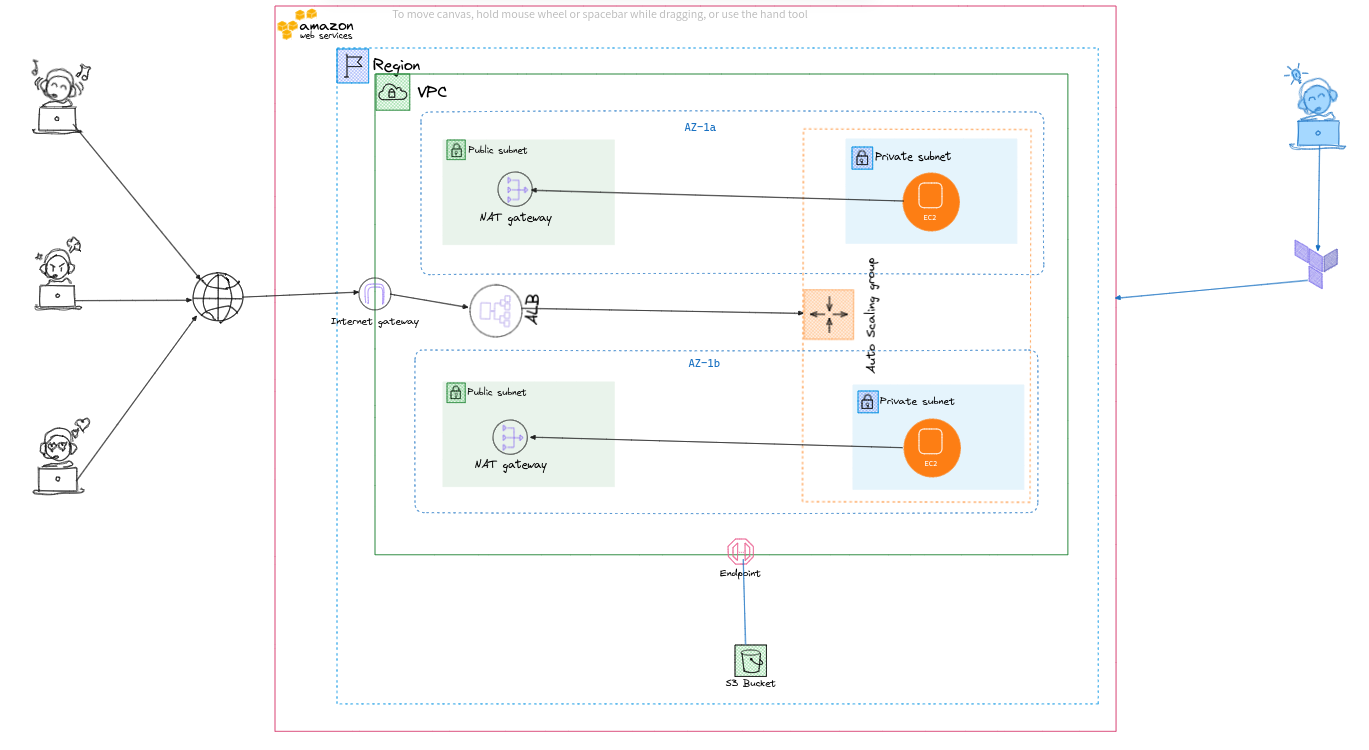 To move canvas, hold mouse wheel or spacebar while dragging, or use the hand tool
amazon
web services
Region
VPC
AZ-1a
Public subnet
Private subnet
NAT gateway
EC2
Internet gateway
ALB
Auto Scaling group
AZ-1b
Public subnet
Private subnet
NAT gateway
EC2
Endpoint
S3 Bucket